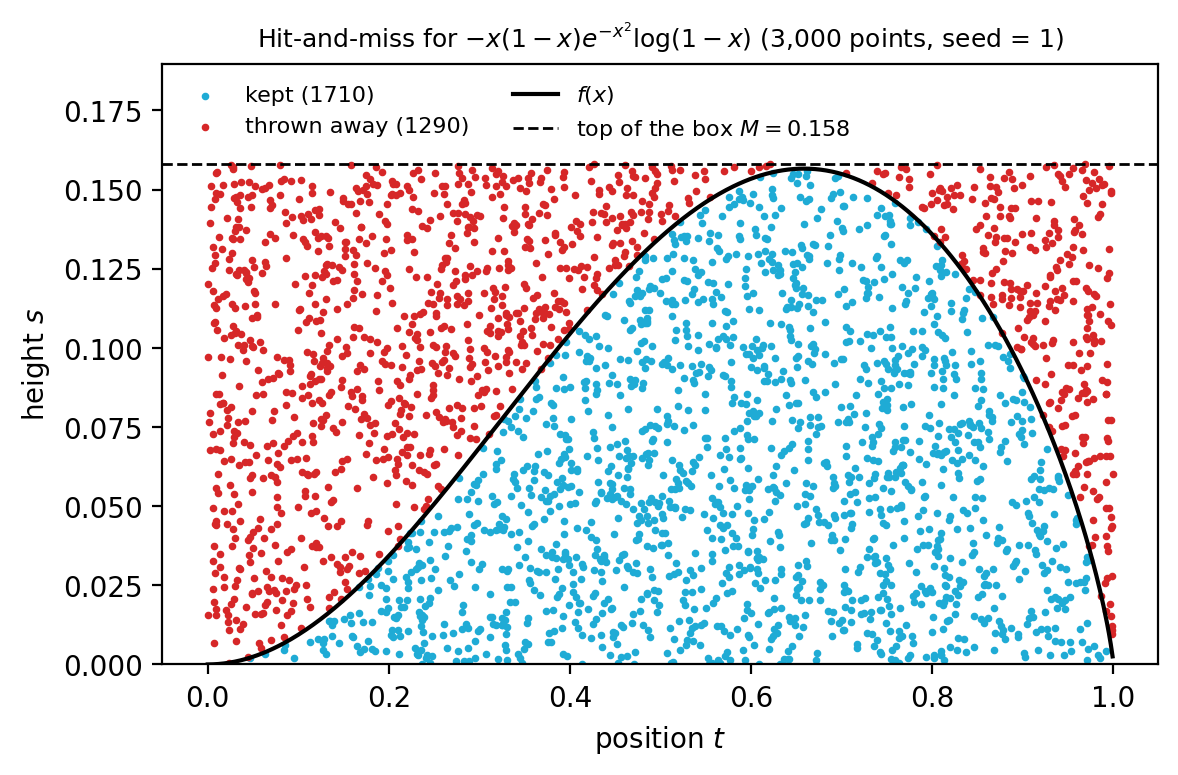 Hit-and-miss for $-x(1-x)e^{-x^2}\log(1-x)$ (3,000 points, seed = 1)
kept (1710)
thrown away (1290)
f(x)
top of the box M = 0.158
0.175
0.150
0.125
0.100
0.075
0.050
0.025
0.000
height s
0.0 0.2 0.4 0.6 0.8 1.0
position t